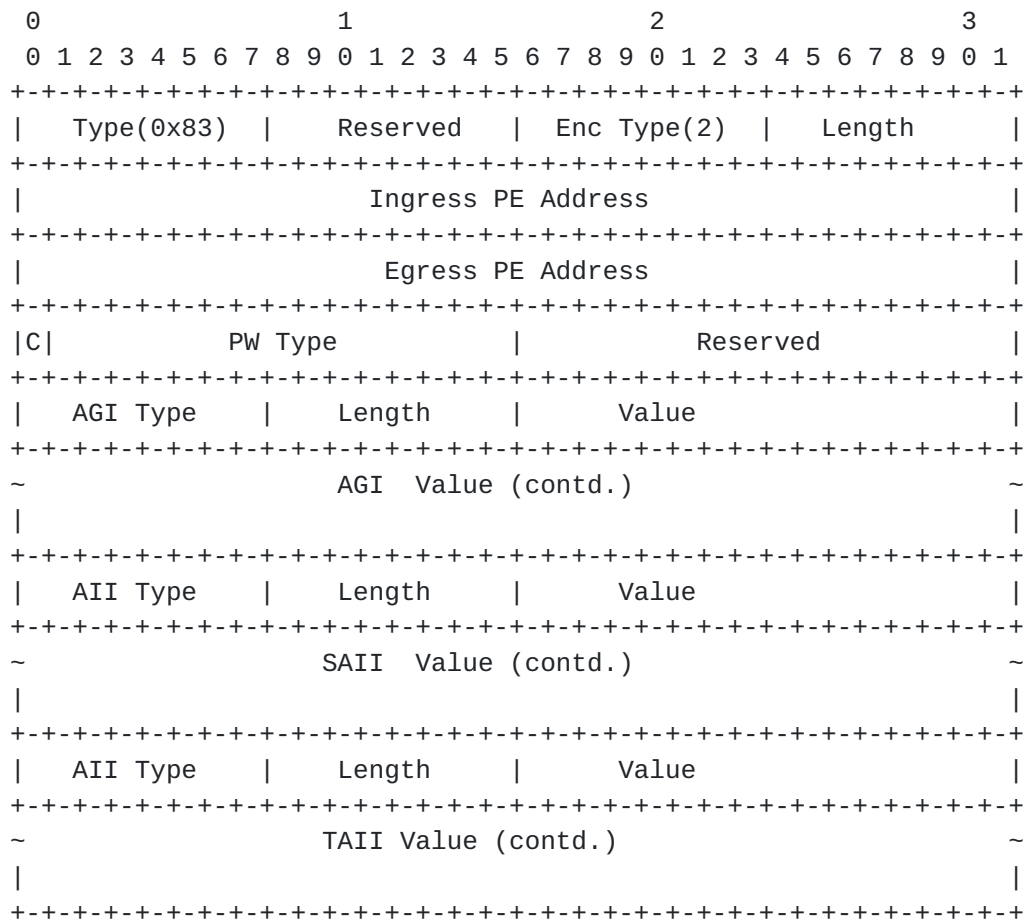 0                   1                   2                   3
 0 1 2 3 4 5 6 7 8 9 0 1 2 3 4 5 6 7 8 9 0 1 2 3 4 5 6 7 8 9 0 1
+-+-+-+-+-+-+-+-+-+-+-+-+-+-+-+-+-+-+-+-+-+-+-+-+-+-+-+-+-+-+-+-+
|   Type(0x83)  |    Reserved   |  Enc Type(2)  |   Length      |
+-+-+-+-+-+-+-+-+-+-+-+-+-+-+-+-+-+-+-+-+-+-+-+-+-+-+-+-+-+-+-+-+
|                      Ingress PE Address                       |
+-+-+-+-+-+-+-+-+-+-+-+-+-+-+-+-+-+-+-+-+-+-+-+-+-+-+-+-+-+-+-+-+
|                       Egress PE Address                       |
+-+-+-+-+-+-+-+-+-+-+-+-+-+-+-+-+-+-+-+-+-+-+-+-+-+-+-+-+-+-+-+-+
|C|           PW Type           |           Reserved            |
+-+-+-+-+-+-+-+-+-+-+-+-+-+-+-+-+-+-+-+-+-+-+-+-+-+-+-+-+-+-+-+-+
|   AGI Type    |    Length     |      Value                    |
+-+-+-+-+-+-+-+-+-+-+-+-+-+-+-+-+-+-+-+-+-+-+-+-+-+-+-+-+-+-+-+-+
~                    AGI  Value (contd.)                        ~
|                                                               |
+-+-+-+-+-+-+-+-+-+-+-+-+-+-+-+-+-+-+-+-+-+-+-+-+-+-+-+-+-+-+-+-+
|   AII Type    |    Length     |      Value                    |
+-+-+-+-+-+-+-+-+-+-+-+-+-+-+-+-+-+-+-+-+-+-+-+-+-+-+-+-+-+-+-+-+
~                   SAII  Value (contd.)                        ~
|                                                               |
+-+-+-+-+-+-+-+-+-+-+-+-+-+-+-+-+-+-+-+-+-+-+-+-+-+-+-+-+-+-+-+-+
|   AII Type    |    Length     |      Value                    |
+-+-+-+-+-+-+-+-+-+-+-+-+-+-+-+-+-+-+-+-+-+-+-+-+-+-+-+-+-+-+-+-+
~                   TAII Value (contd.)                         ~
|                                                               |
+-+-+-+-+-+-+-+-+-+-+-+-+-+-+-+-+-+-+-+-+-+-+-+-+-+-+-+-+-+-+-+-+